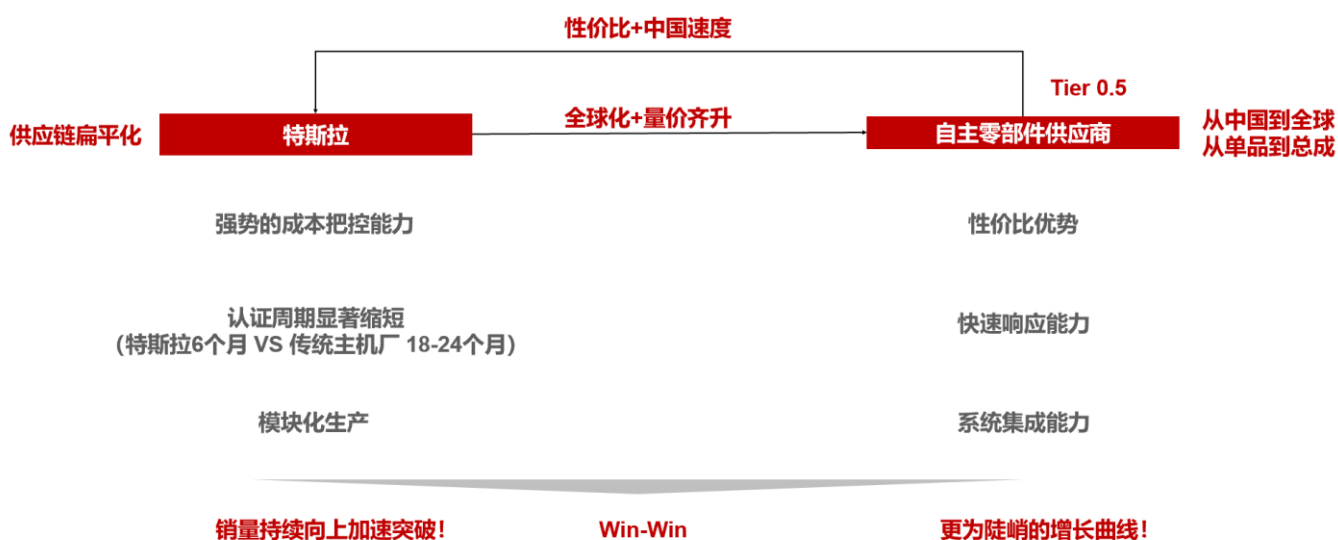 性价比+中国速度
Tier 0.5
供应链扁平化
特斯拉
全球化+量价齐升
自主零部件供应商
从中国到全球
从单品到总成
强势的成本把控能力
性价比优势
认证周期显著缩短
（特斯拉6个月 VS 传统主机厂 18-24个月）
快速响应能力
模块化生产
系统集成能力
销量持续向上加速突破！
Win-Win
更为陡峭的增长曲线！